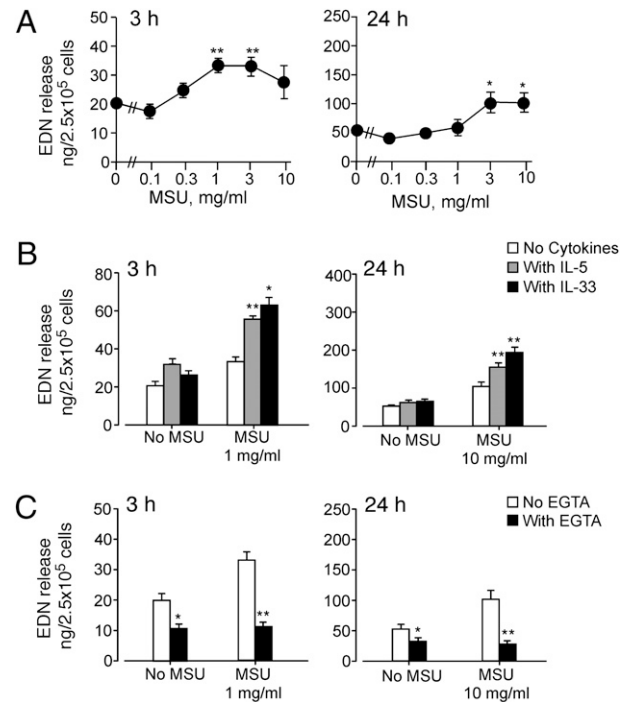 A
3 h
24 h
EDN release
ng/2.5x10⁵ cells
50
40
30
20
10
0
0 // 0.1 0.3 1 3 10
MSU, mg/ml
** **
250
200
150
100
50
0
0 // 0.1 0.3 1 3 10
MSU, mg/ml
* *
B
3 h
24 h
No Cytokines
With IL-5
With IL-33
EDN release
ng/2.5x10⁵ cells
80
60
40
20
0
** *
No MSU MSU
1 mg/ml
400
300
200
100
0
** **
No MSU MSU
10 mg/ml
C
3 h
24 h
No EGTA
With EGTA
EDN release
ng/2.5x10⁵ cells
50
40
30
20
10
0
* **
No MSU MSU
1 mg/ml
250
200
150
100
50
0
* **
No MSU MSU
10 mg/ml